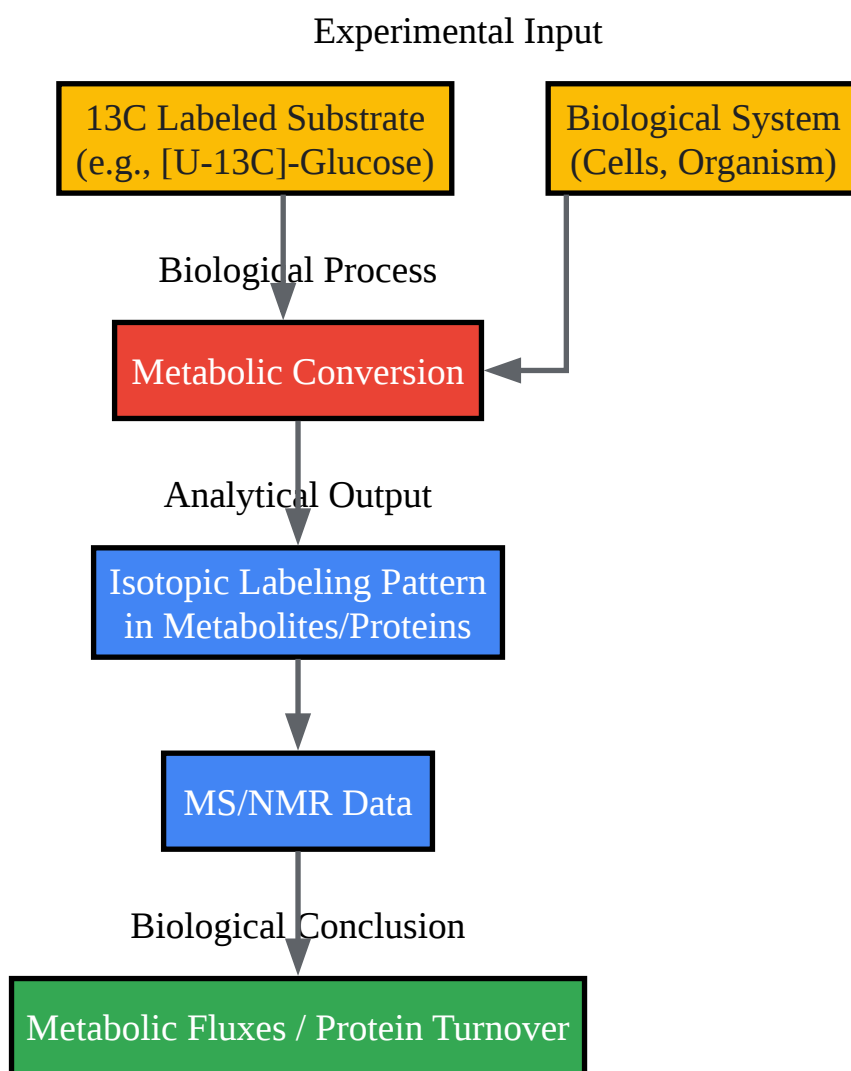 Experimental Input
13C Labeled Substrate
(e.g., [U-13C]-Glucose)
Biological System
(Cells, Organism)
Biological Process
Metabolic Conversion
Analytical Output
Isotopic Labeling Pattern
in Metabolites/Proteins
MS/NMR Data
Biological Conclusion
Metabolic Fluxes / Protein Turnover